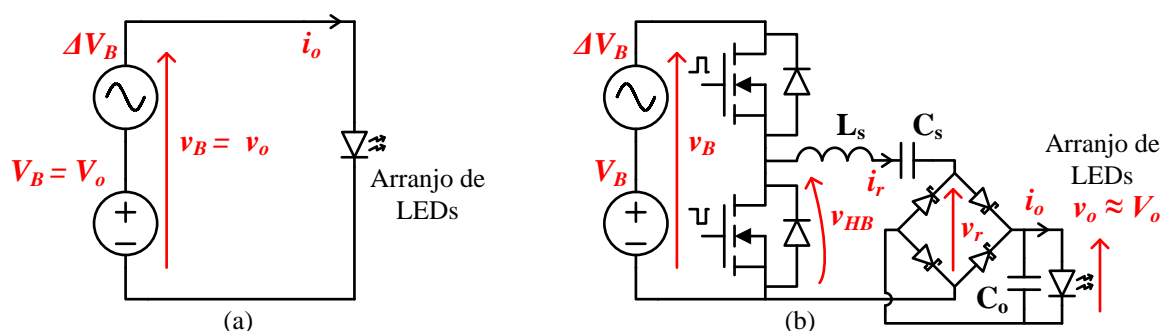 ΔV_B
i_o
v_B = v_o
V_B = V_o
Arranjo de
LEDs
(a)
ΔV_B
v_B
V_B
L_s
C_s
i_r
v_HB
v_r
Arranjo de
LEDs
i_o
v_o ≈ V_o
C_o
(b)